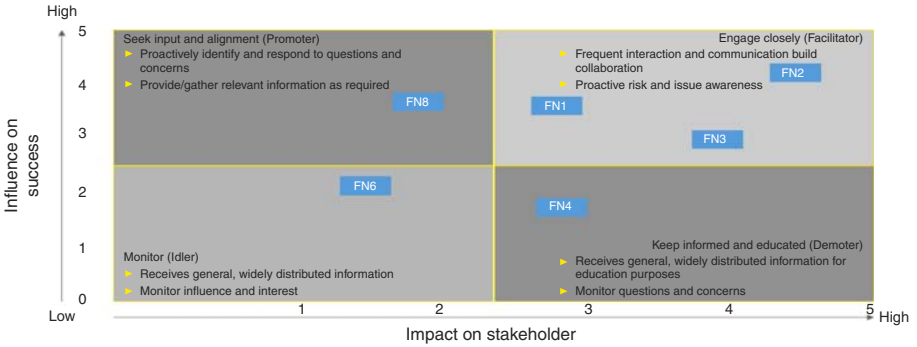 High
5
4
3
2
1
0
Low
Influence on
success
Seek input and alignment (Promoter)
Proactively identify and respond to questions and
concerns
Provide/gather relevant information as required
FN8
Engage closely (Facilitator)
Frequent interaction and communication build
collaboration
Proactive risk and issue awareness
FN2
FN1
FN3
FN6
Monitor (Idler)
Receives general, widely distributed information
Monitor influence and interest
FN4
Keep informed and educated (Demoter)
Receives general, widely distributed information for
education purposes
Monitor questions and concerns
1
2
3
4
5
High
Impact on stakeholder